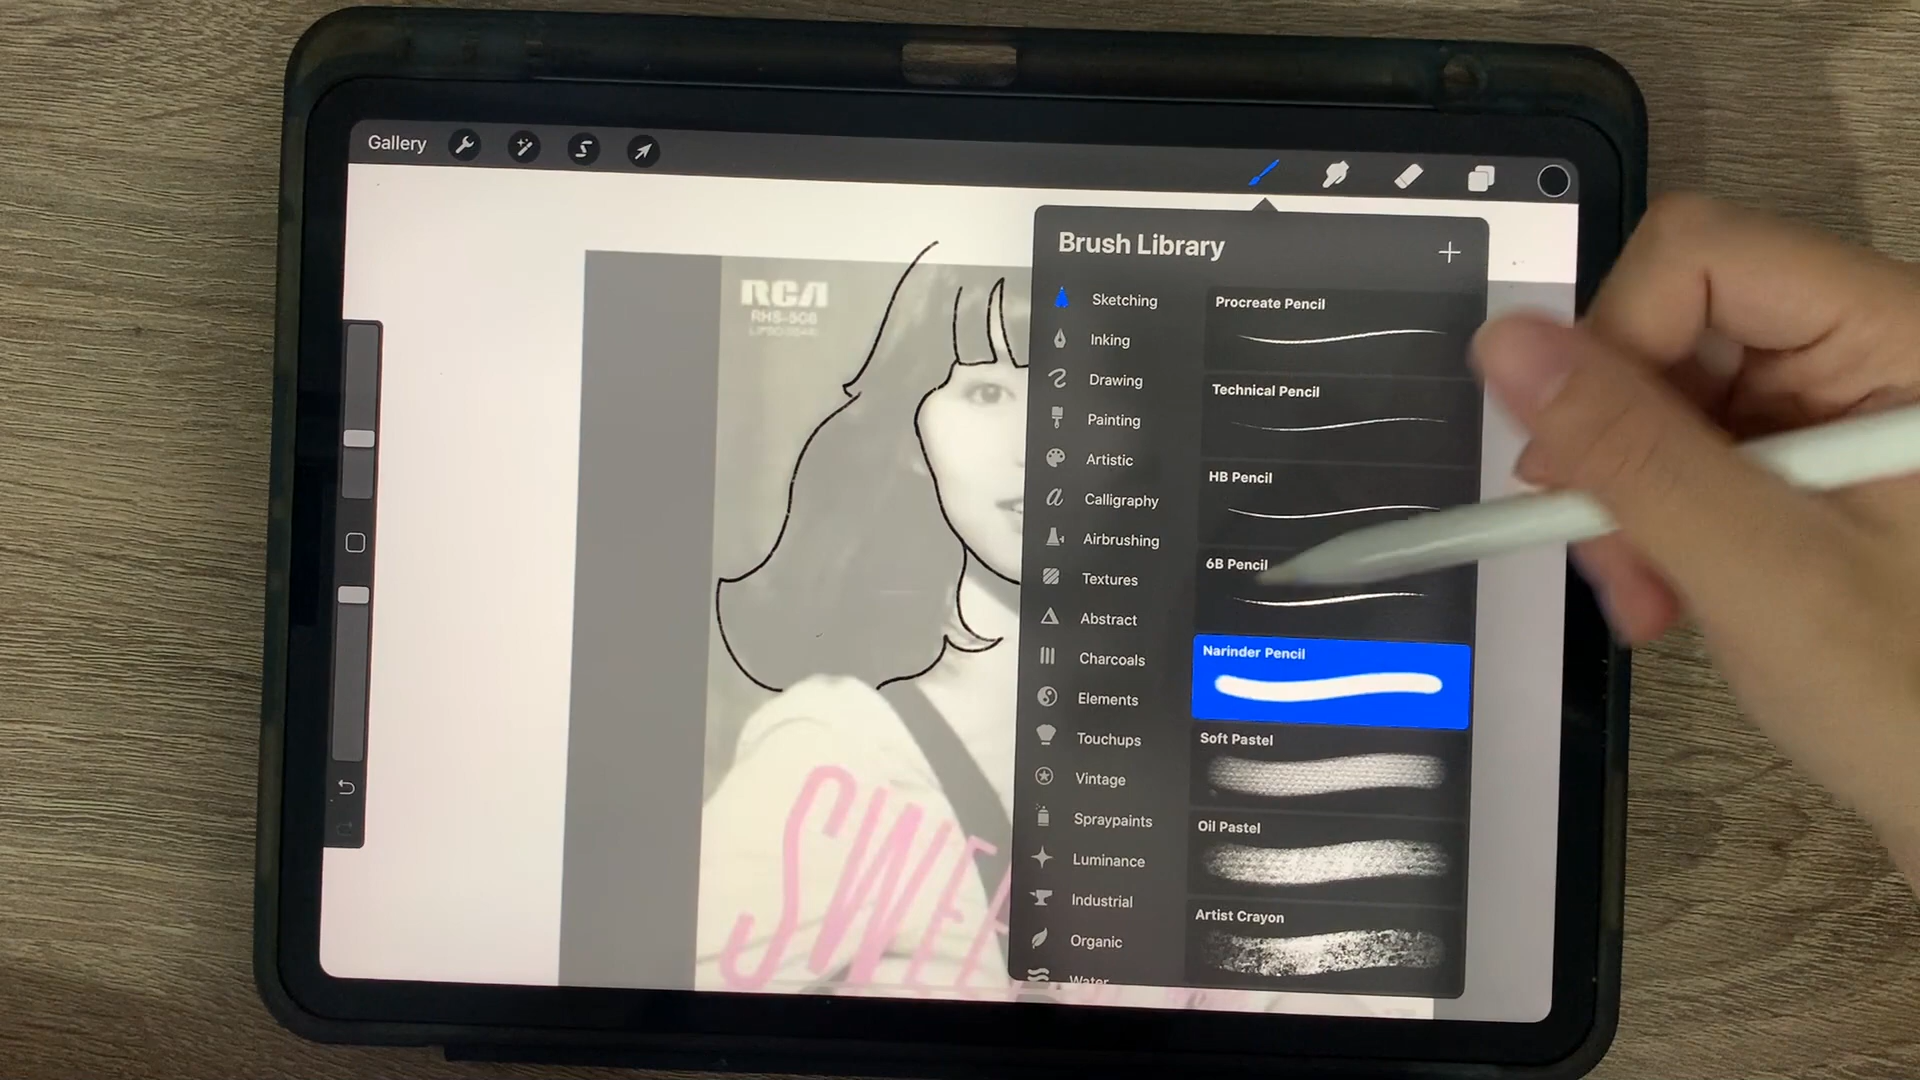 Gallery
RCA
RHS-506
Brush Library
Sketching
Inking
Drawing
Painting
Artistic
Calligraphy
Airbrushing
Textures
Abstract
Charcoals
Elements
Touchups
Vintage
Spraypaints
Luminance
Industrial
Organic
Water
Procreate Pencil
Technical Pencil
HB Pencil
6B Pencil
Narinder Pencil
Soft Pastel
Oil Pastel
Artist Crayon
SWEE